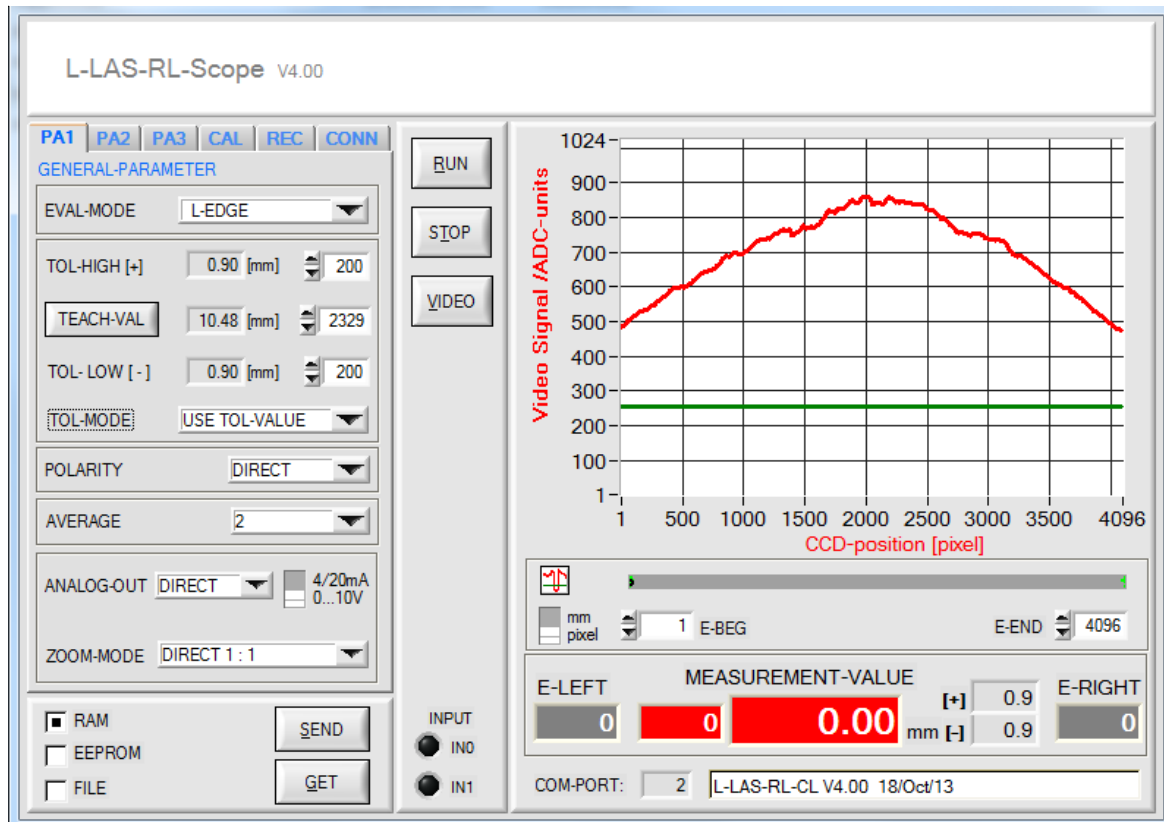 L-LAS-RL-Scope V4.00
PA1 PA2 PA3 CAL REC CONN
GENERAL-PARAMETER
EVAL-MODE L-EDGE
TOL-HIGH [+] 0.90 [mm] 200
TEACH-VAL 10.48 [mm] 2329
TOL- LOW [ - ] 0.90 [mm] 200
TOL-MODE USE TOL-VALUE
POLARITY DIRECT
AVERAGE 2
ANALOG-OUT DIRECT 4/20mA
0...10V
ZOOM-MODE DIRECT 1 : 1
RAM
EEPROM
FILE
SEND
GET
RUN
STOP
VIDEO
INPUT
IN0
IN1
Video Signal /ADC-units
1024
900
800
700
600
500
400
300
200
100
1
1 500 1000 1500 2000 2500 3000 3500 4096
CCD-position [pixel]
mm
pixel
1 E-BEG E-END 4096
E-LEFT MEASUREMENT-VALUE E-RIGHT
[+] 0.9
0 0 0.00 mm [-] 0.9 0
COM-PORT: 2 L-LAS-RL-CL V4.00 18/Oct/13